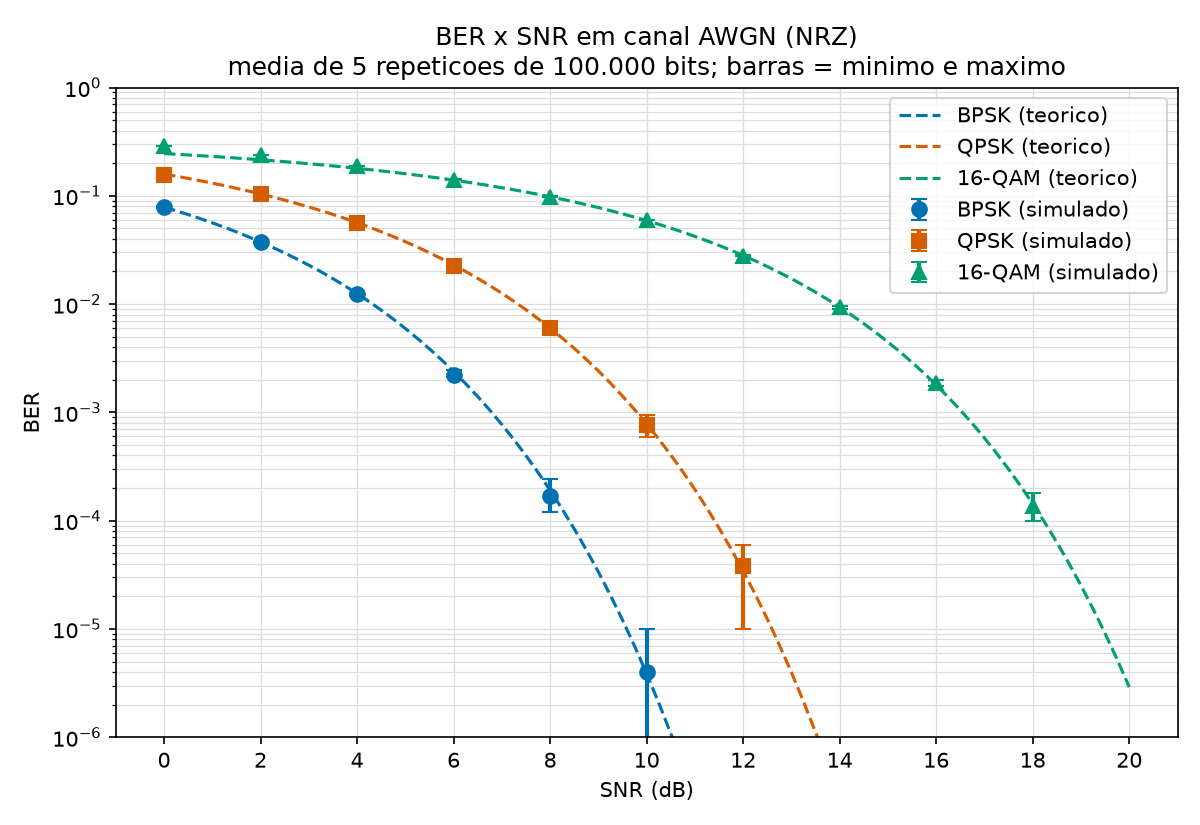 BER x SNR em canal AWGN (NRZ)
media de 5 repeticoes de 100.000 bits; barras = minimo e maximo
BPSK (teorico)
QPSK (teorico)
16-QAM (teorico)
BPSK (simulado)
QPSK (simulado)
16-QAM (simulado)
BER
10⁰
10⁻¹
10⁻²
10⁻³
10⁻⁴
10⁻⁵
10⁻⁶
0 2 4 6 8 10 12 14 16 18 20
SNR (dB)